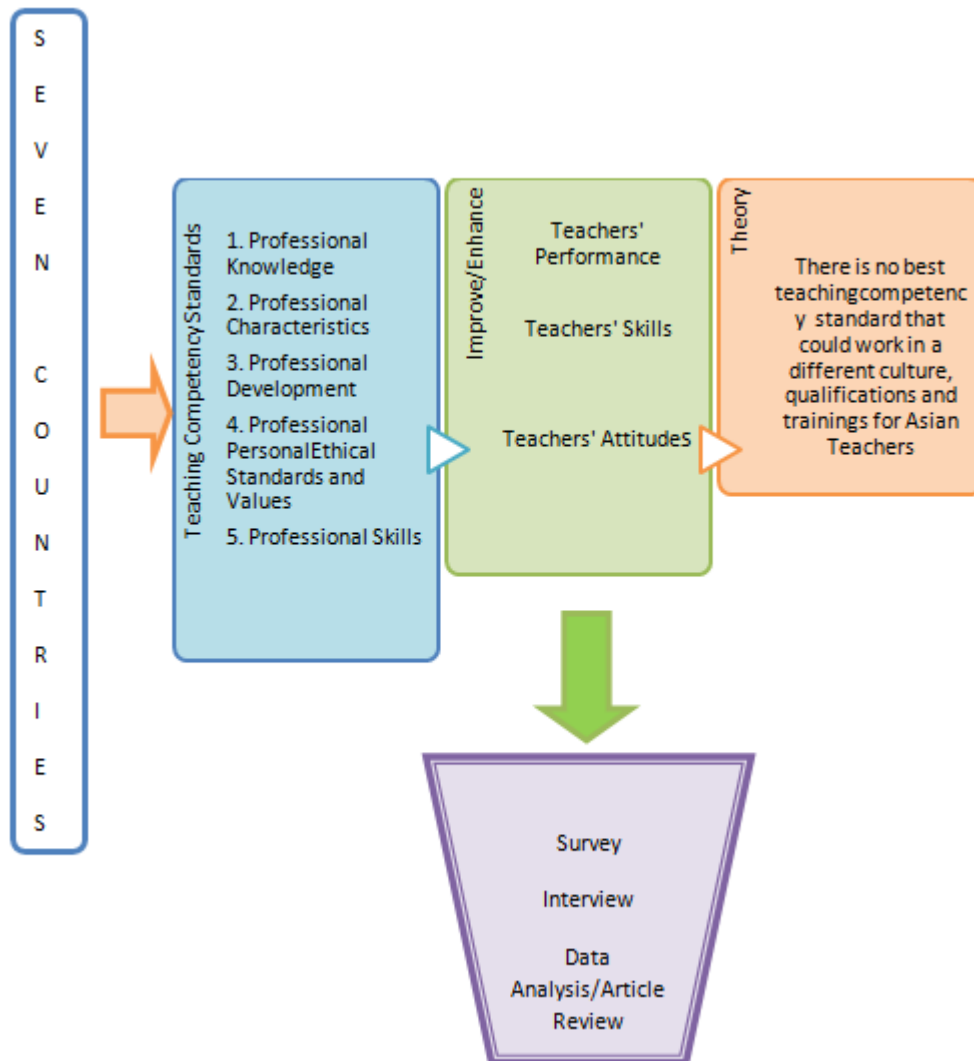 SEVEN COUNTRIES
Teaching CompetencyStandards
1. Professional
Knowledge
2. Professional
Characteristics
3. Professional
Development
4. Professional
PersonalEthical
Standards and
Values
5. Professional Skills
Improve/Enhance
Teachers'
Performance
Teachers' Skills
Teachers' Attitudes
Theory
There is no best
teachingcompetenc
y standard that
could work in a
different culture,
qualifications and
trainings for Asian
Teachers
Survey
Interview
Data
Analysis/Article
Review